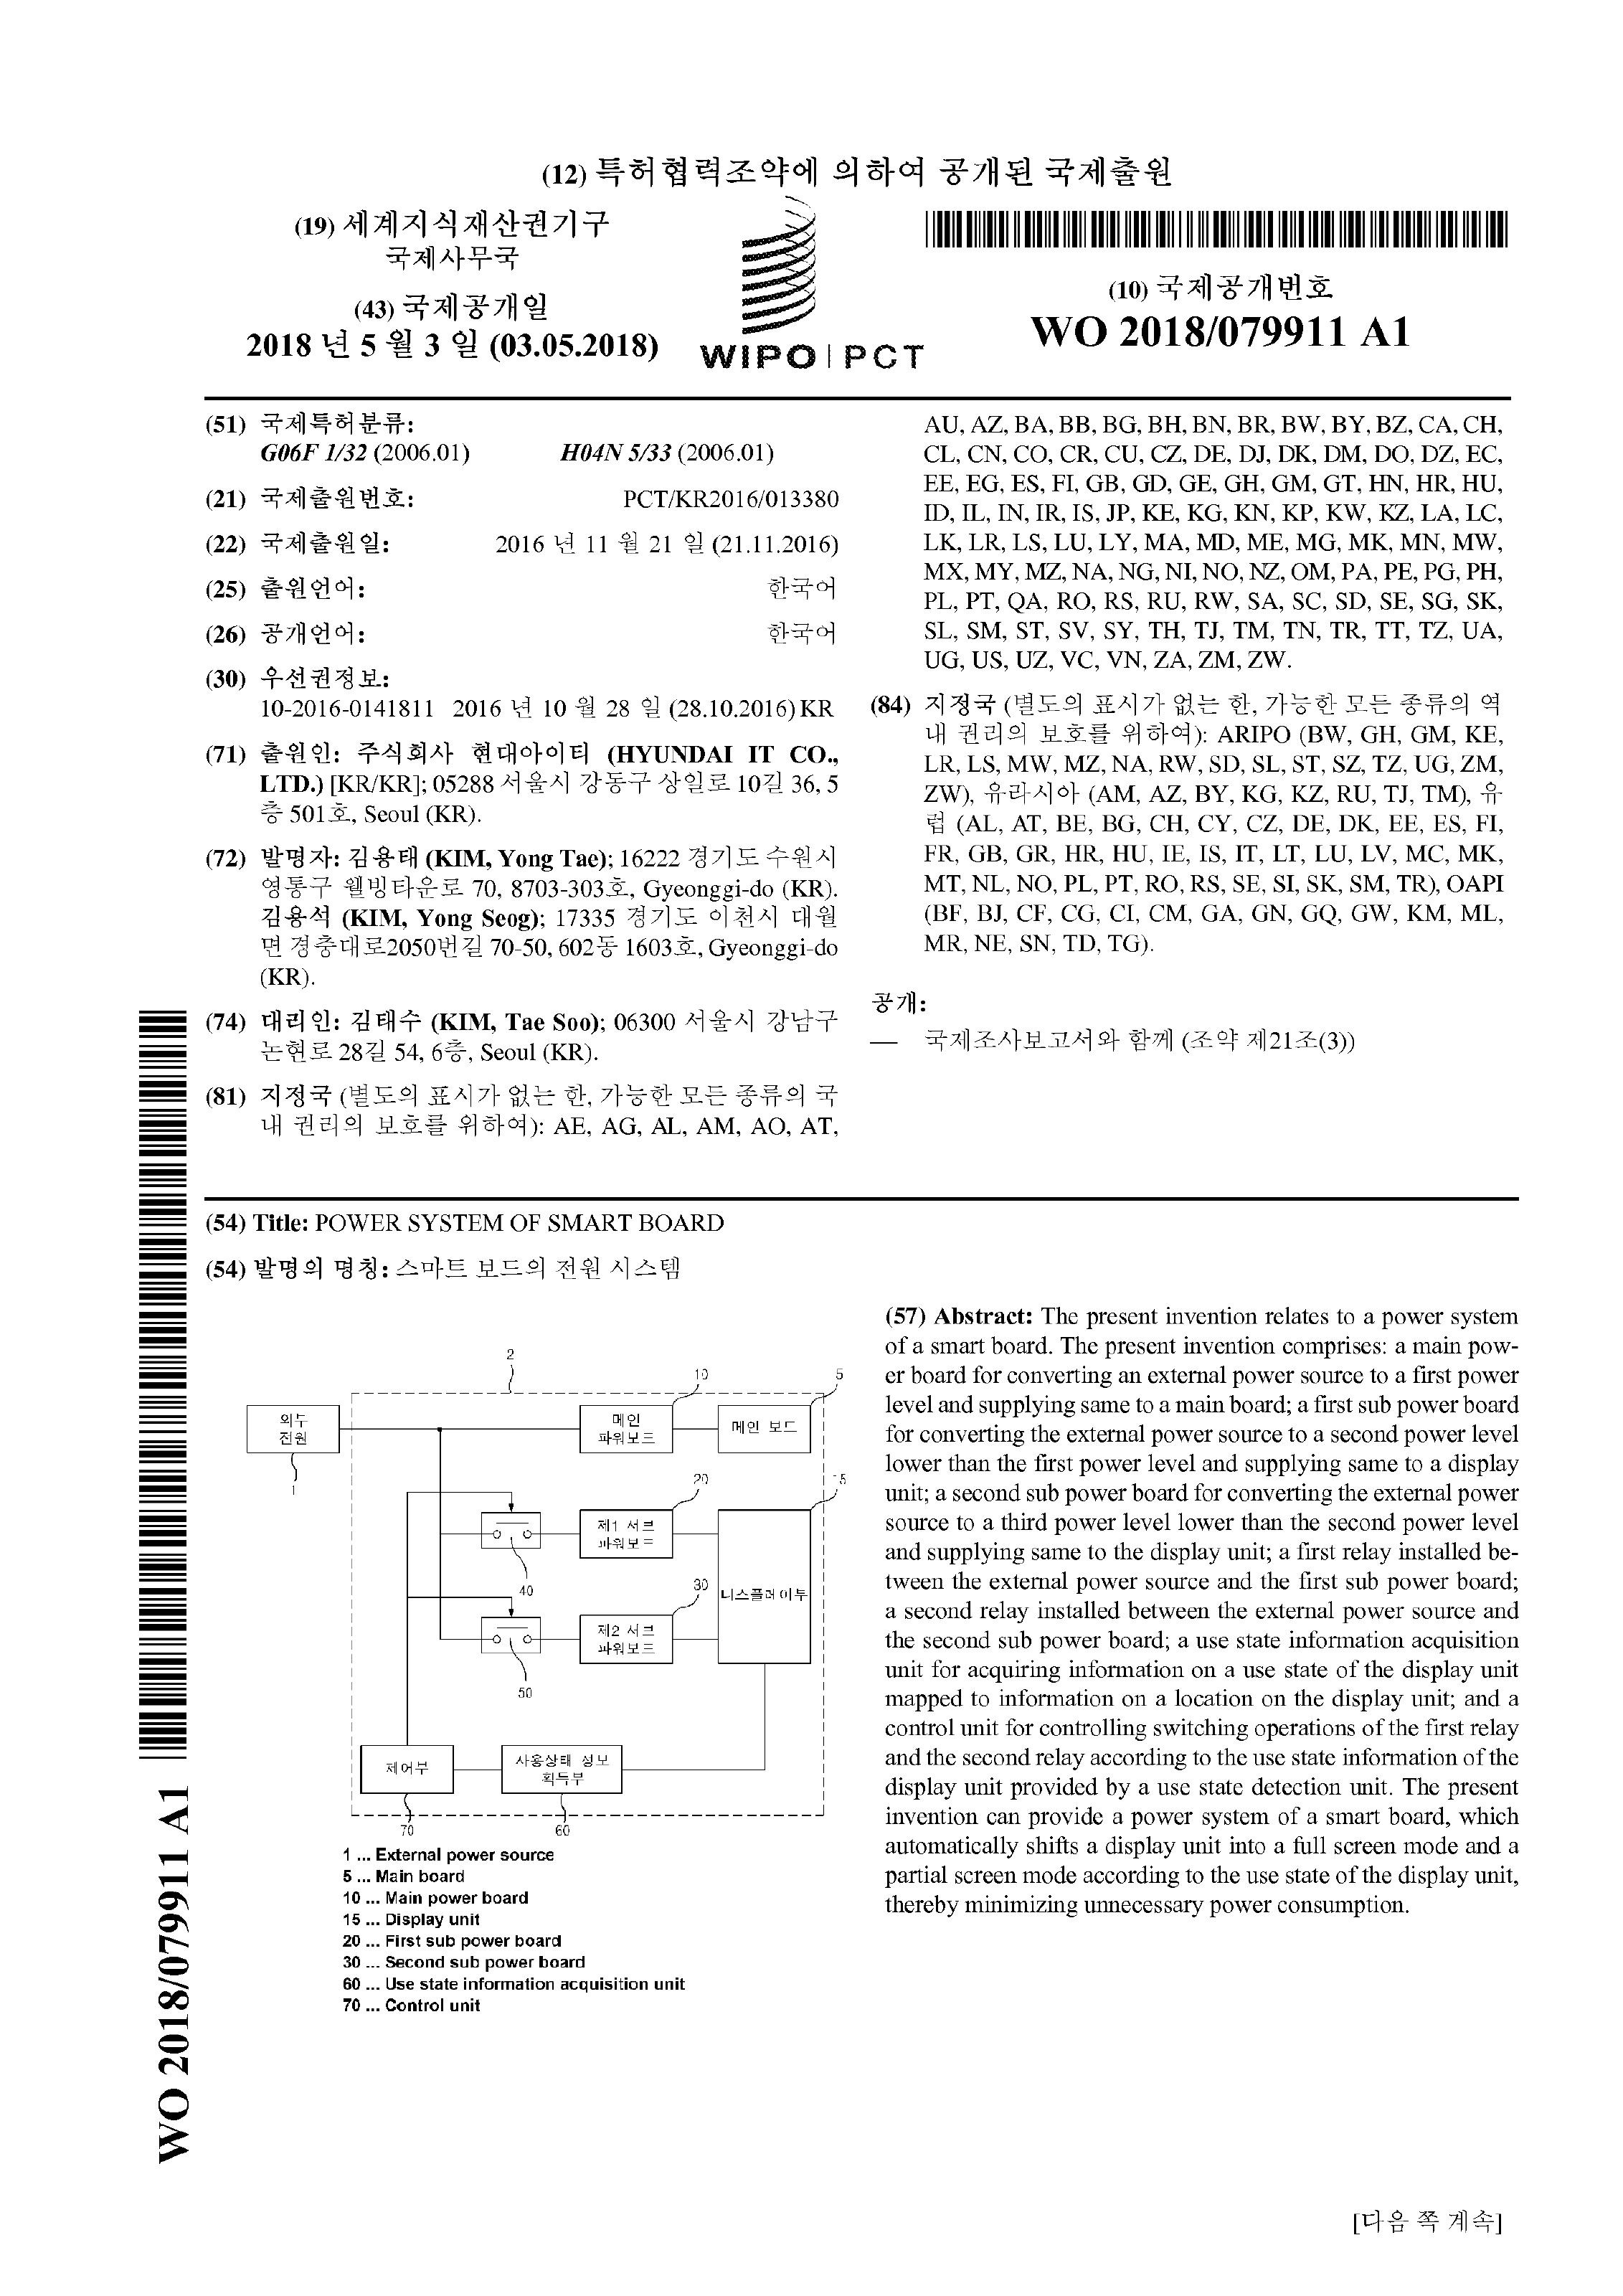 (12) 특허협력조약에 의하여 공개된 국제출원
(19) 세계지식재산권기구
국제사무국
(43) 국제공개일
2018 년 5 월 3 일 (03.05.2018)
WIPO | PCT
(10) 국제공개번호
WO 2018/079911 A1
(51) 국제특허분류:
G06F 1/32 (2006.01) H04N 5/33 (2006.01)
(21) 국제출원번호: PCT/KR2016/013380
(22) 국제출원일: 2016 년 11 월 21 일 (21.11.2016)
(25) 출원언어: 한국어
(26) 공개언어: 한국어
(30) 우선권정보:
10-2016-0141811 2016 년 10 월 28 일 (28.10.2016) KR
(71) 출원인: 주식회사 현대아이티 (HYUNDAI IT CO.,
LTD.) [KR/KR]; 05288 서울시 강동구 상일로 10길 36, 5
층 501호, Seoul (KR).
(72) 발명자: 김용태 (KIM, Yong Tae); 16222 경기도 수원시
영통구 웰빙타운로 70, 8703-303호, Gyeonggi-do (KR).
김용석 (KIM, Yong Seog); 17335 경기도 이천시 대월
면 경충대로2050번길 70-50, 602동 1603호, Gyeonggi-do
(KR).
(74) 대리인: 김태수 (KIM, Tae Soo); 06300 서울시 강남구
논현로 28길 54, 6층, Seoul (KR).
(81) 지정국 (별도의 표시가 없는 한, 가능한 모든 종류의 국
내 권리의 보호를 위하여): AE, AG, AL, AM, AO, AT,
AU, AZ, BA, BB, BG, BH, BN, BR, BW, BY, BZ, CA, CH,
CL, CN, CO, CR, CU, CZ, DE, DJ, DK, DM, DO, DZ, EC,
EE, EG, ES, FI, GB, GD, GE, GH, GM, GT, HN, HR, HU,
ID, IL, IN, IR, IS, JP, KE, KG, KN, KP, KW, KZ, LA, LC,
LK, LR, LS, LU, LY, MA, MD, ME, MG, MK, MN, MW,
MX, MY, MZ, NA, NG, NI, NO, NZ, OM, PA, PE, PG, PH,
PL, PT, QA, RO, RS, RU, RW, SA, SC, SD, SE, SG, SK,
SL, SM, ST, SV, SY, TH, TJ, TM, TN, TR, TT, TZ, UA,
UG, US, UZ, VC, VN, ZA, ZM, ZW.
(84) 지정국 (별도의 표시가 없는 한, 가능한 모든 종류의 역
내 권리의 보호를 위하여): ARIPO (BW, GH, GM, KE,
LR, LS, MW, MZ, NA, RW, SD, SL, ST, SZ, TZ, UG, ZM,
ZW), 유라시아 (AM, AZ, BY, KG, KZ, RU, TJ, TM), 유
럽 (AL, AT, BE, BG, CH, CY, CZ, DE, DK, EE, ES, FI,
FR, GB, GR, HR, HU, IE, IS, IT, LT, LU, LV, MC, MK,
MT, NL, NO, PL, PT, RO, RS, SE, SI, SK, SM, TR), OAPI
(BF, BJ, CF, CG, CI, CM, GA, GN, GQ, GW, KM, ML,
MR, NE, SN, TD, TG).
공개:
— 국제조사보고서와 함께 (조약 제21조(3))
(54) Title: POWER SYSTEM OF SMART BOARD
(54) 발명의 명칭: 스마트 보드의 전원 시스템
2
10
5
외부
전원
메인
파워보드
메인 보드
1
20
15
제1 서브
파워보드
40
30
디스플레이부
제2 서브
파워보드
50
제어부
사용상태 정보
획득부
70
60
1 ... External power source
5 ... Main board
10 ... Main power board
15 ... Display unit
20 ... First sub power board
30 ... Second sub power board
60 ... Use state information acquisition unit
70 ... Control unit
(57) Abstract: The present invention relates to a power system
of a smart board. The present invention comprises: a main pow-
er board for converting an external power source to a first power
level and supplying same to a main board; a first sub power board
for converting the external power source to a second power level
lower than the first power level and supplying same to a display
unit; a second sub power board for converting the external power
source to a third power level lower than the second power level
and supplying same to the display unit; a first relay installed be-
tween the external power source and the first sub power board;
a second relay installed between the external power source and
the second sub power board; a use state information acquisition
unit for acquiring information on a use state of the display unit
mapped to information on a location on the display unit; and a
control unit for controlling switching operations of the first relay
and the second relay according to the use state information of the
display unit provided by a use state detection unit. The present
invention can provide a power system of a smart board, which
automatically shifts a display unit into a full screen mode and a
partial screen mode according to the use state of the display unit,
thereby minimizing unnecessary power consumption.
WO 2018/079911 A1
[다음 쪽 계속]